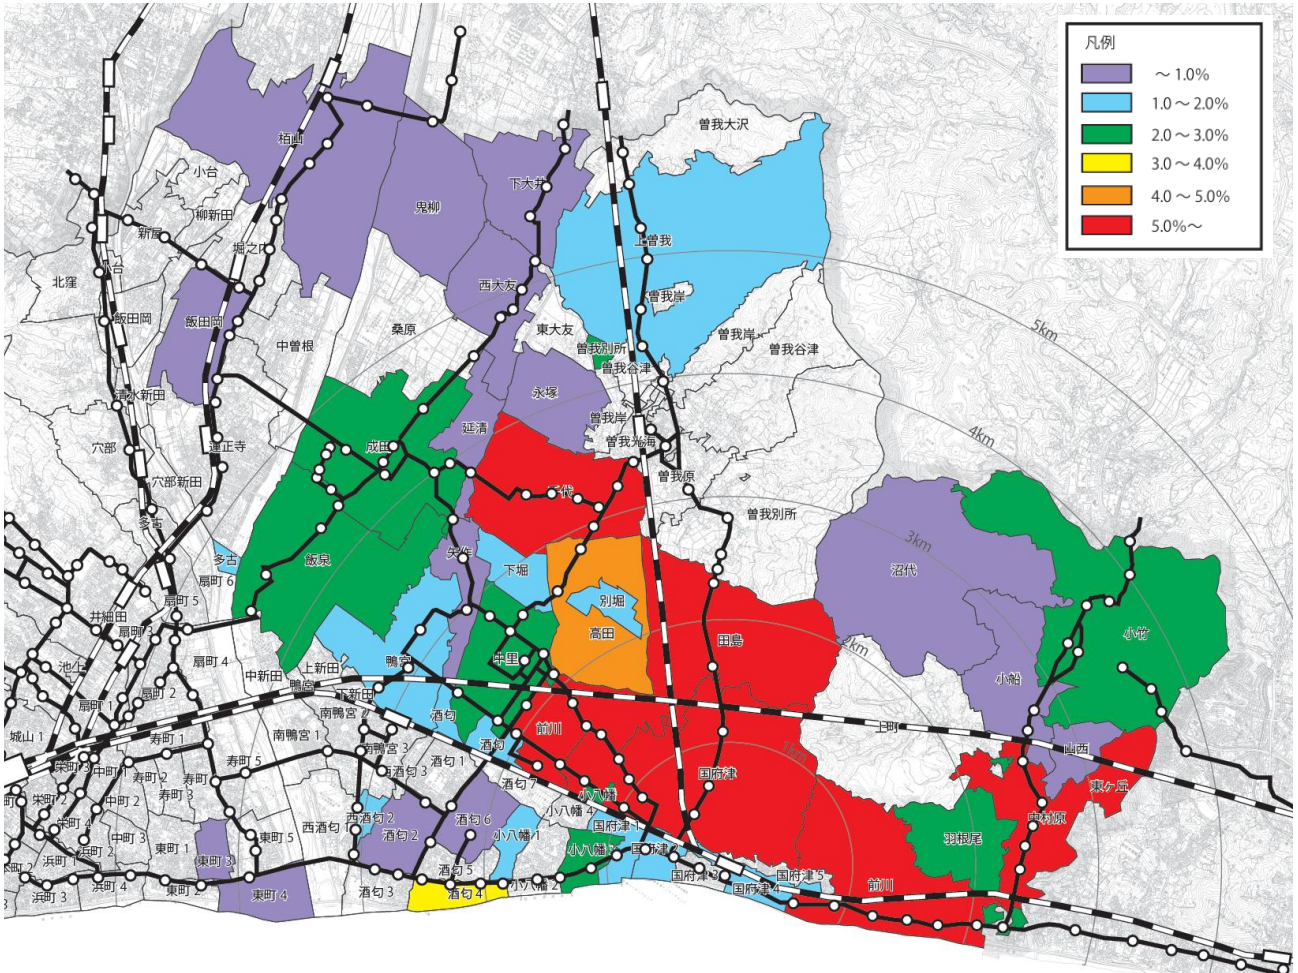 凡例
～1.0%
1.0～2.0%
2.0～3.0%
3.0～4.0%
4.0～5.0%
5.0%～
曽我大沢
栢山
小台
下大井
鬼柳
柳新田
新屋
堀之内
上曽我
北窪
小台
西大友
曽我岸
飯田岡
飯田岡
桑原
東大友
曽我岸
5km
中曽根
曽我別所
曽我谷津
曽我谷津
清水新田
永塚
曽我岸
延清
穴部
蓮正寺
成田
曽我光海
4km
穴部新田
千代
曽我原
多古
曽我別所
多古
飯泉
矢作
下堀
3km
沼代
扇町 6
扇町 5
別堀
井細田
扇町 3
高田
田島
2km
小竹
扇町 4
上新田
鴨宮
中里
池上
中新田
鴨宮
下新田
小船
扇町 2
扇町 1
南鴨宮 2
酒匂
前川
上町
城山 1
寿町 1
南鴨宮 1
南鴨宮 3
酒匂
1km
山西
栄町 3
中町 1
寿町 2
寿町 5
西酒匂 3
酒匂 1
酒匂 7
国府津
東ヶ丘
栄町 2
中町 2
寿町 3
寿町 4
小八幡
栄町 4
中町 3
西酒匂 1
西酒匂 2
酒匂 6
小八幡 4
国府津 1
中村原
浜町 1
浜町 2
東町 1
東町 5
酒匂 2
小八幡 1
羽根尾
東町 3
酒匂 5
小八幡 3
国府津 2
浜町 3
浜町 4
東町 2
東町 4
酒匂 3
酒匂 4
小八幡 2
国府津 3
国府津 4
国府津 5
前川